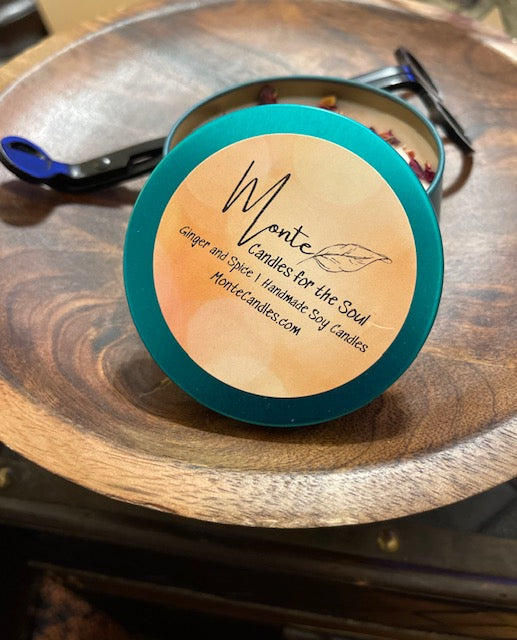 Monte
Candles for the Soul
Ginger and Spice | Handmade Soy Candles
MonteCandles.com